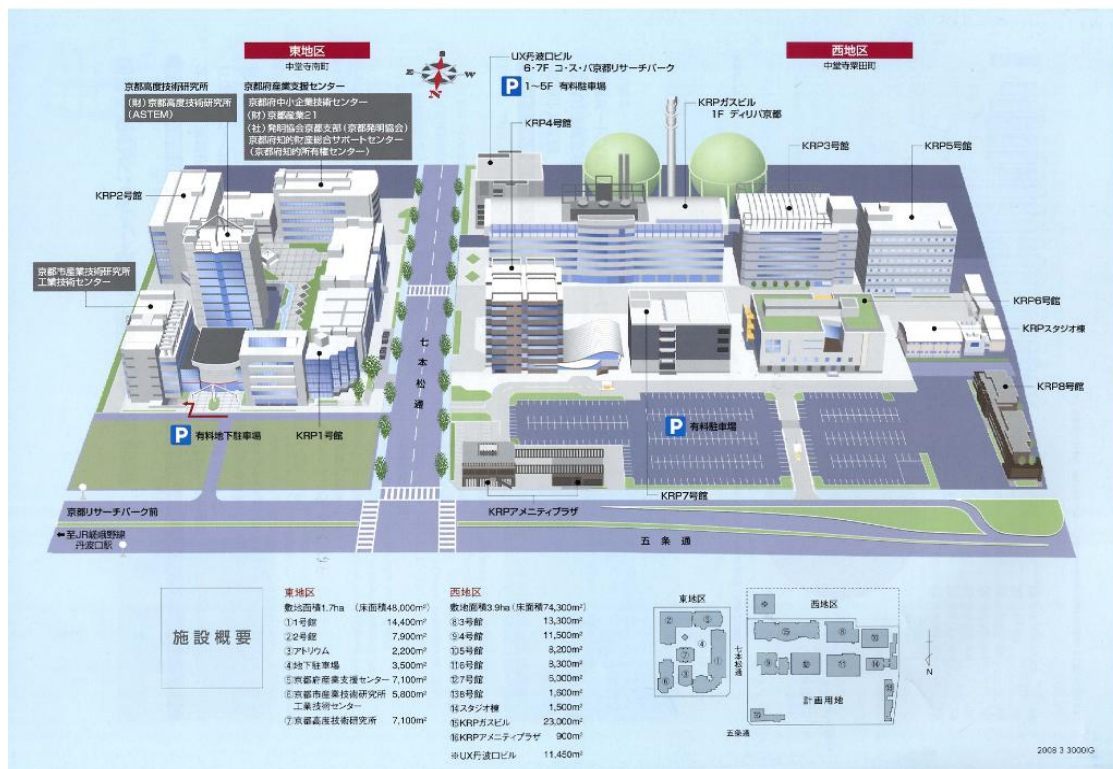 東地区
中堂寺南町
西地区
中堂寺粟田町
S
E
W
N
UX丹波口ビル
6・7F コ・ス・パ京都リサーチパーク
P 1〜5F 有料駐車場
京都高度技術研究所
(財)京都高度技術研究所
(ASTEM)
京都府産業支援センター
京都府中小企業技術センター
(財)京都産業21
(社)発明協会京都支部(京都発明協会)
京都府知的財産総合サポートセンター
(京都府知的所有権センター)
KRP4号館
KRPガスビル
1F ディリパ京都
KRP3号館
KRP5号館
KRP2号館
京都市産業技術研究所
工業技術センター
KRP6号館
KRPスタジオ棟
七本松通
KRP8号館
P 有料地下駐車場
KRP1号館
P 有料駐車場
KRP7号館
京都リサーチパーク前
KRPアメニティプラザ
←至JR嵯峨野線
丹波口駅
五条通
施設概要
東地区
敷地面積1.7ha (床面積48,000m²)
①1号館 14,400m²
②2号館 7,900m²
③アトリウム 2,200m²
④地下駐車場 3,500m²
⑤京都府産業支援センター 7,100m²
⑥京都市産業技術研究所 5,800m²
工業技術センター
⑦京都高度技術研究所 7,100m²
西地区
敷地面積3.9ha (床面積74,300m²)
⑧3号館 13,300m²
⑨4号館 11,500m²
⑩5号館 8,200m²
⑪6号館 8,300m²
⑫7号館 6,000m²
⑬8号館 1,600m²
⑭スタジオ棟 1,500m²
⑮KRPガスビル 23,000m²
⑯KRPアメニティプラザ 900m²
※UX丹波口ビル 11,450m²
東地区
② ⑤
④
⑦ ①
⑥ ③
七本松通
※
西地区
⑮ ⑧ ⑩
⑨ ⑫ ⑪ ⑭
⑬
計画用地
⑯
五条通
N
2008 3 3000IG